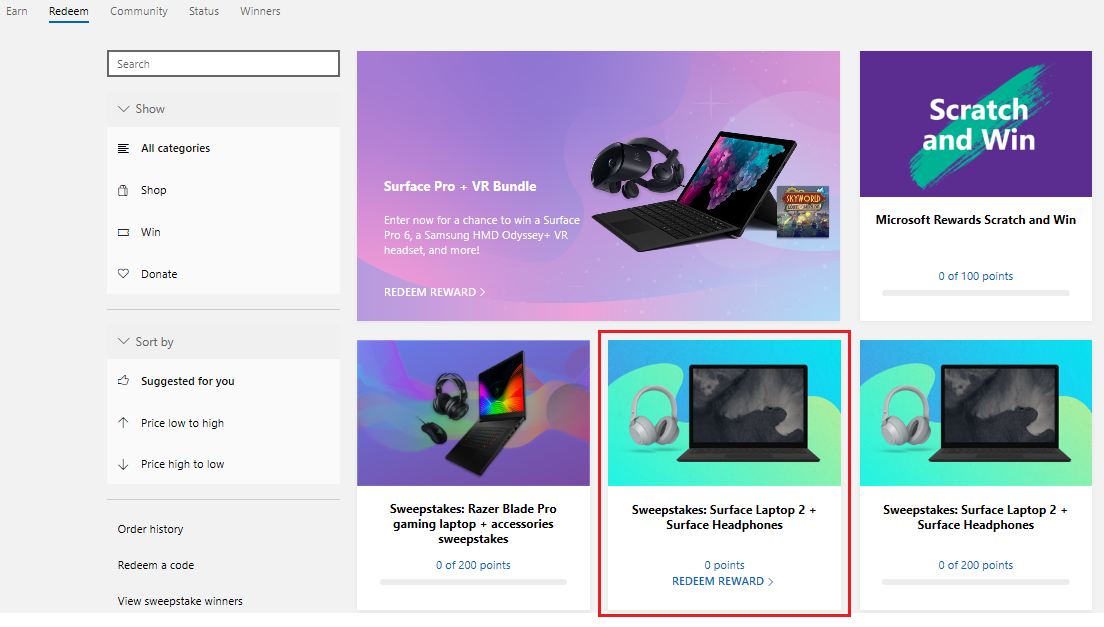 Earn
Redeem
Community
Status
Winners
Search
Show
All categories
Shop
Win
Donate
Sort by
Suggested for you
Price low to high
Price high to low
Order history
Redeem a code
View sweepstake winners
Surface Pro + VR Bundle
Enter now for a chance to win a Surface
Pro 6, a Samsung HMD Odyssey+ VR
headset, and more!
REDEEM REWARD
SKYWORLD
Scratch
and Win
Microsoft Rewards Scratch and Win
0 of 100 points
Sweepstakes: Razer Blade Pro
gaming laptop + accessories
sweepstakes
0 of 200 points
Sweepstakes: Surface Laptop 2 +
Surface Headphones
0 points
REDEEM REWARD
Sweepstakes: Surface Laptop 2 +
Surface Headphones
0 of 200 points